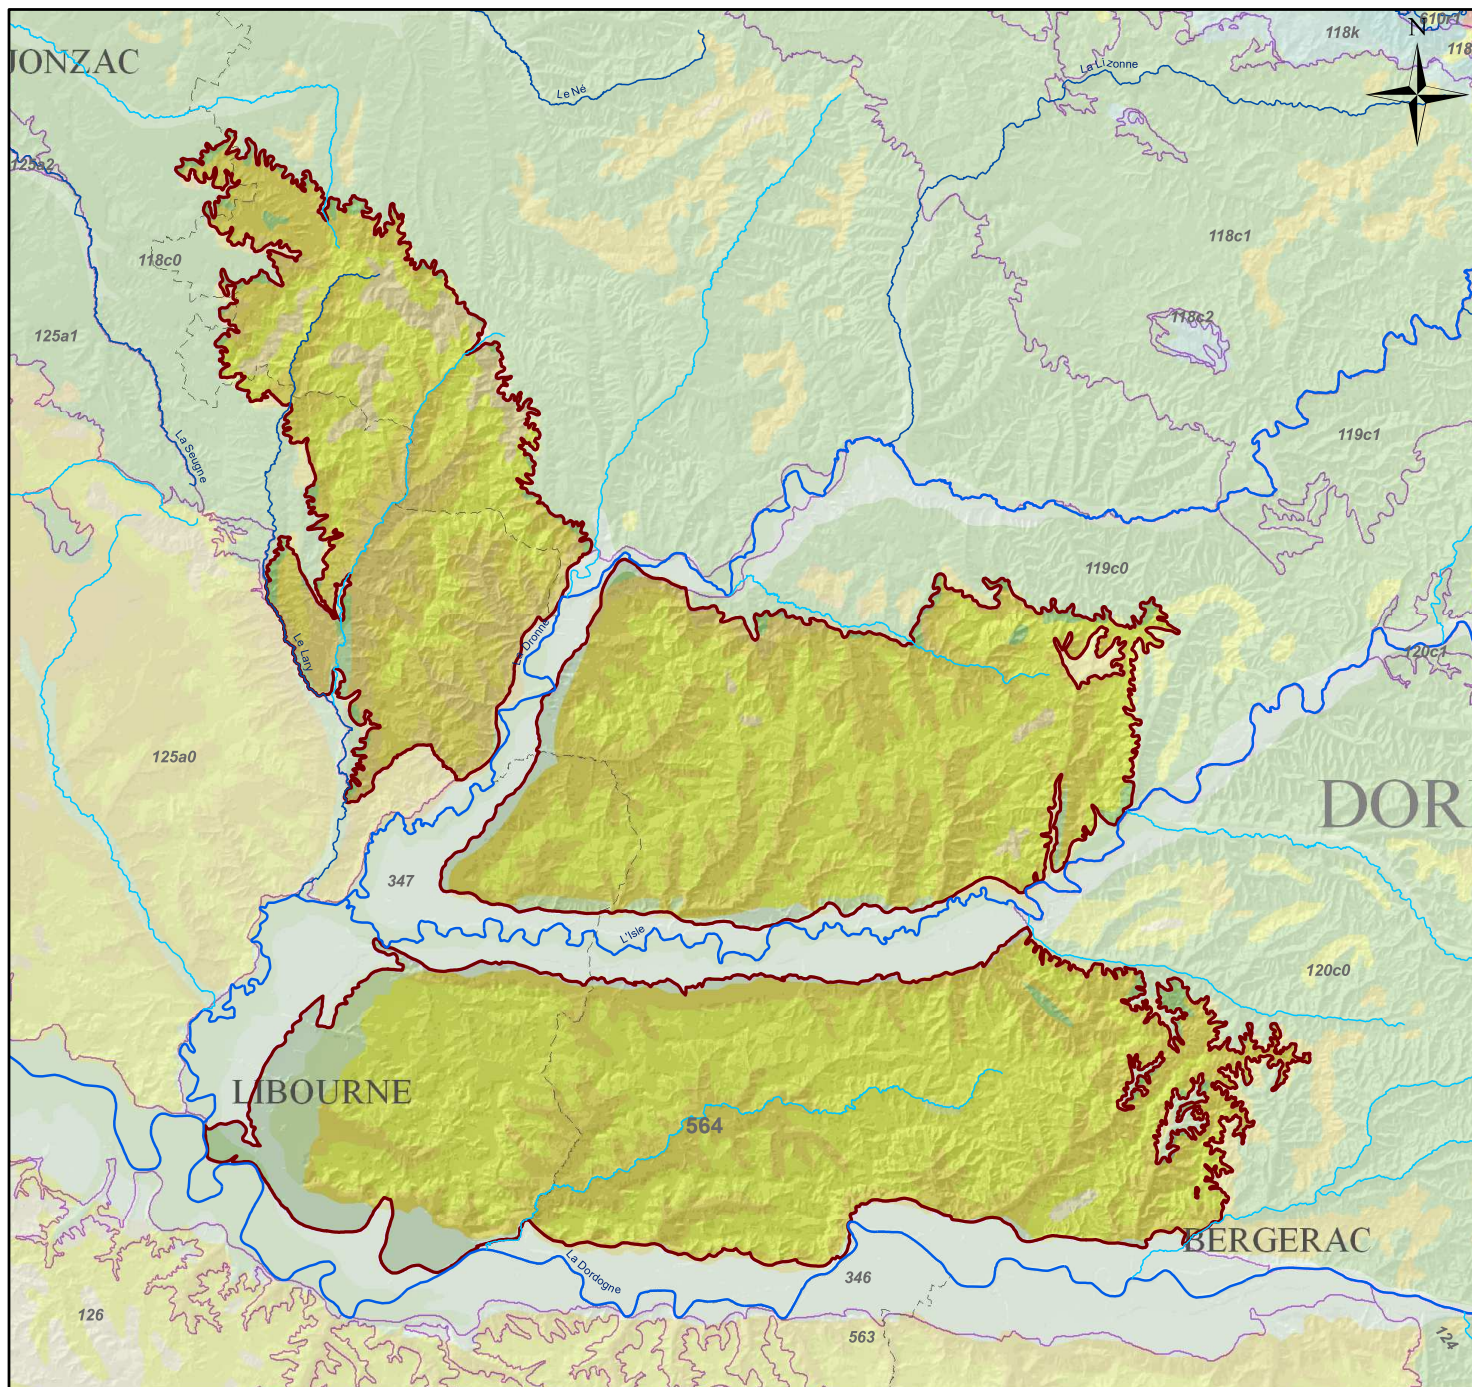 610f1
N
118k
118
JONZAC
La Lizonne
Le Né
125a2
118c1
118c0
118c2
125a1
119c1
La Seugne
119c0
La Dronne
Le Lary
120c1
125a0
DOR
347
L'Isle
120c0
LIBOURNE
564
BERGERAC
La Dordogne
346
126
563
124